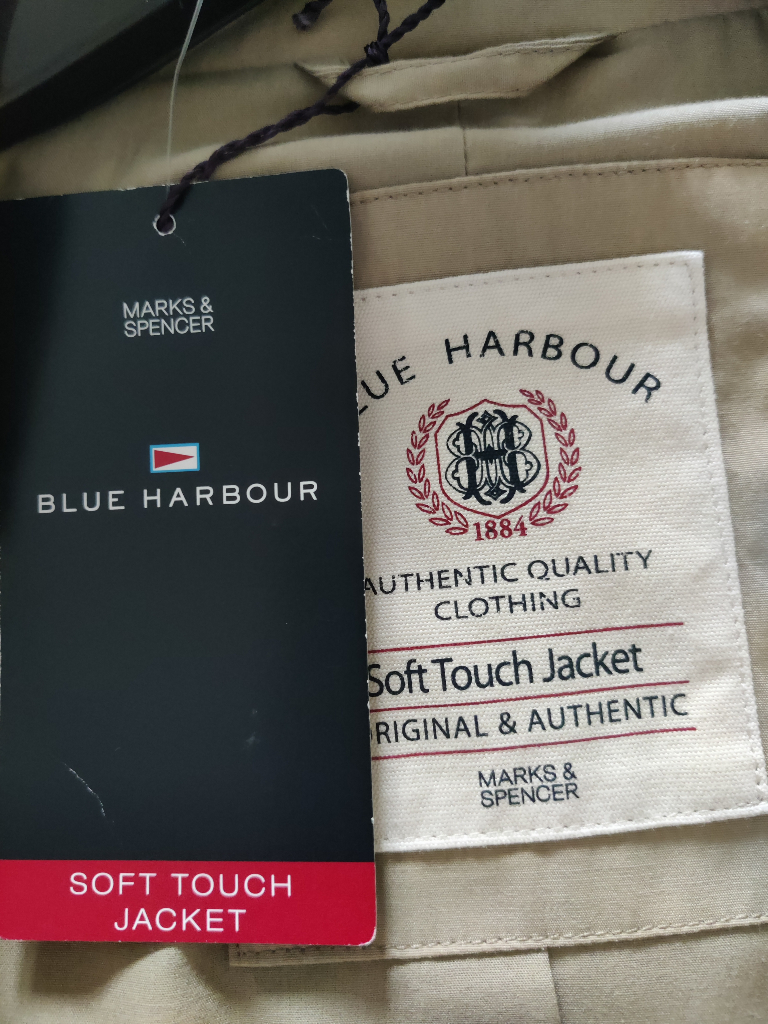 MARKS &
SPENCER
BLUE HARBOUR
SOFT TOUCH
JACKET
HARBOUR
1884
AUTHENTIC QUALITY
CLOTHING
Soft Touch Jacket
RIGINAL & AUTHENTIC
MARKS &
SPENCER